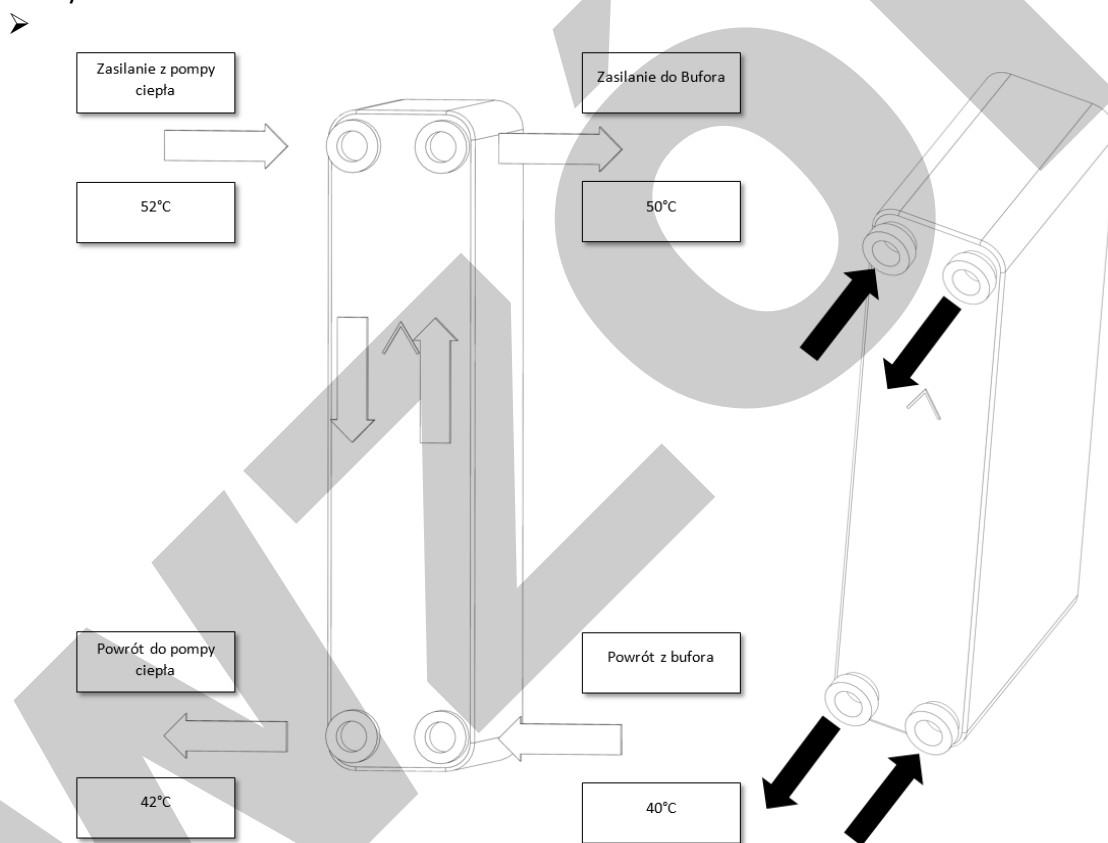 Zasilanie z pompy
ciepła
Zasilanie do Bufora
52°C
50°C
Powrót do pompy
ciepła
Powrót z bufora
42°C
40°C